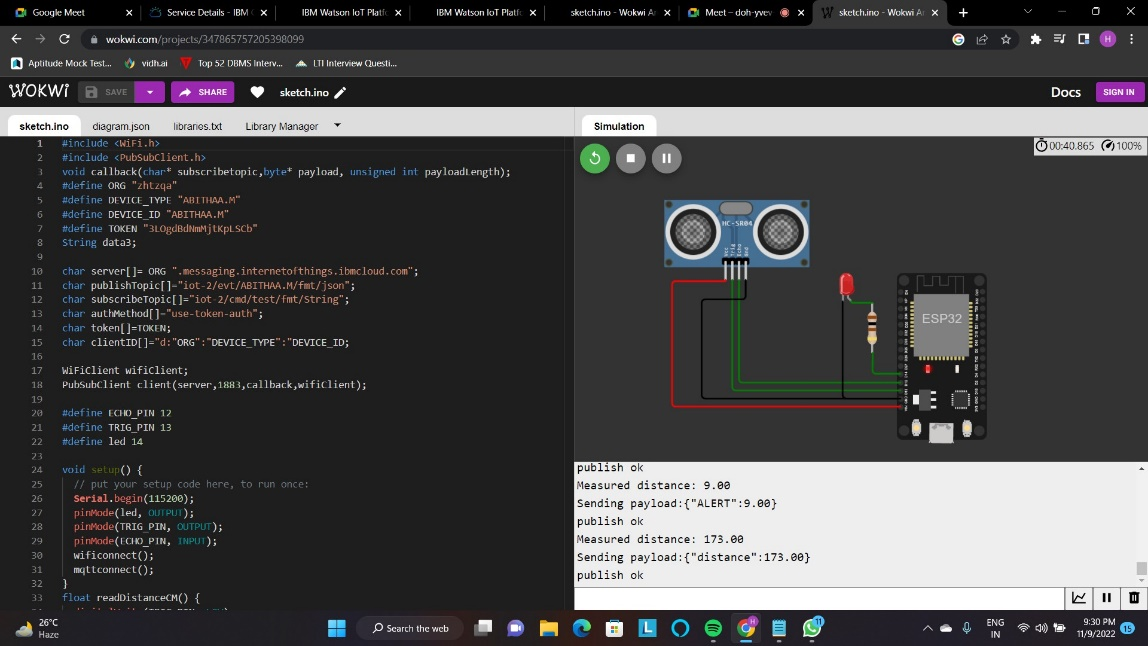 Google Meet
Service Details - IBM
IBM Watson IoT Platf
IBM Watson IoT Platf
sketch.ino - Wokwi A
Meet – doh-yvev
sketch.ino - Wokwi A
wokwi.com/projects/347865757205398099
H
Aptitude Mock Test...
vidh.ai
Top 52 DBMS Interv...
LTI Interview Questi...
WOKWI
SAVE
SHARE
sketch.ino
Docs
SIGN IN
sketch.ino
diagram.json
libraries.txt
Library Manager
1 #include <WiFi.h>
2 #include <PubSubClient.h>
3 void callback(char* subscribetopic,byte* payload, unsigned int payloadLength);
4 #define ORG "zhtzqa"
5 #define DEVICE_TYPE "ABITHAA.M"
6 #define DEVICE_ID "ABITHAA.M"
7 #define TOKEN "3LOgdBdNmMjtKpLSCb"
8 String data3;
9
10 char server[]= ORG ".messaging.internetofthings.ibmcloud.com";
11 char publishTopic[]="iot-2/evt/ABITHAA.M/fmt/json";
12 char subscribeTopic[]="iot-2/cmd/test/fmt/String";
13 char authMethod[]="use-token-auth";
14 char token[]=TOKEN;
15 char clientID[]="d:"ORG":"DEVICE_TYPE":"DEVICE_ID;
16
17 WiFiClient wifiClient;
18 PubSubClient client(server,1883,callback,wifiClient);
19
20 #define ECHO_PIN 12
21 #define TRIG_PIN 13
22 #define led 14
23
24 void setup() {
25 // put your setup code here, to run once:
26 Serial.begin(115200);
27 pinMode(led, OUTPUT);
28 pinMode(TRIG_PIN, OUTPUT);
29 pinMode(ECHO_PIN, INPUT);
30 wificonnect();
31 mqttconnect();
32 }
33 float readDistanceCM() {
Simulation
00:40.865
100%
HC-SR04
Vcc
Trig
Echo
Gnd
ESP32
publish ok
Measured distance: 9.00
Sending payload:{"ALERT":9.00}
publish ok
Measured distance: 173.00
Sending payload:{"distance":173.00}
publish ok
26°C
Haze
Search the web
11
ENG
IN
9:30 PM
11/9/2022
15